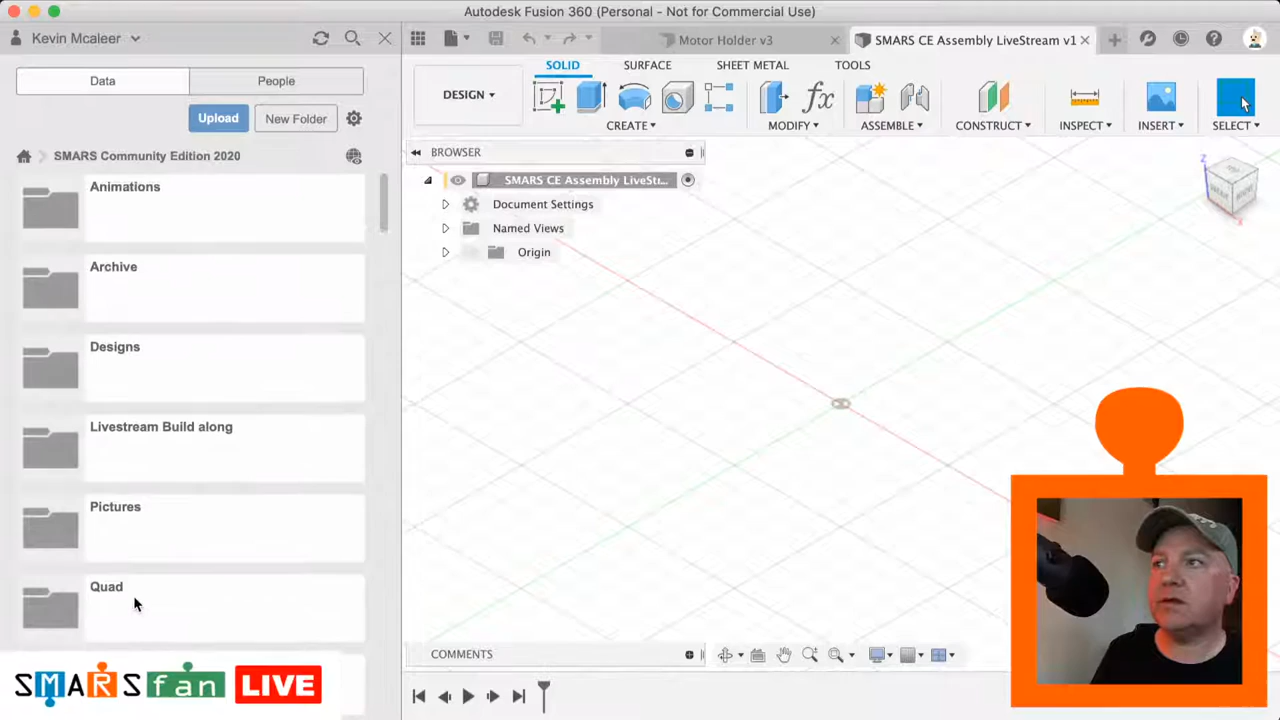 Autodesk Fusion 360 (Personal - Not for Commercial Use)
Kevin Mcaleer
Motor Holder v3
SMARS CE Assembly LiveStream v1
Data
People
SOLID
SURFACE
SHEET METAL
TOOLS
DESIGN
CREATE
MODIFY
ASSEMBLE
CONSTRUCT
INSPECT
INSERT
SELECT
Upload
New Folder
SMARS Community Edition 2020
BROWSER
SMARS CE Assembly LiveStr...
Document Settings
Named Views
Origin
Z
X
Animations
Archive
Designs
Livestream Build along
Pictures
Quad
COMMENTS
SMARS fan LIVE